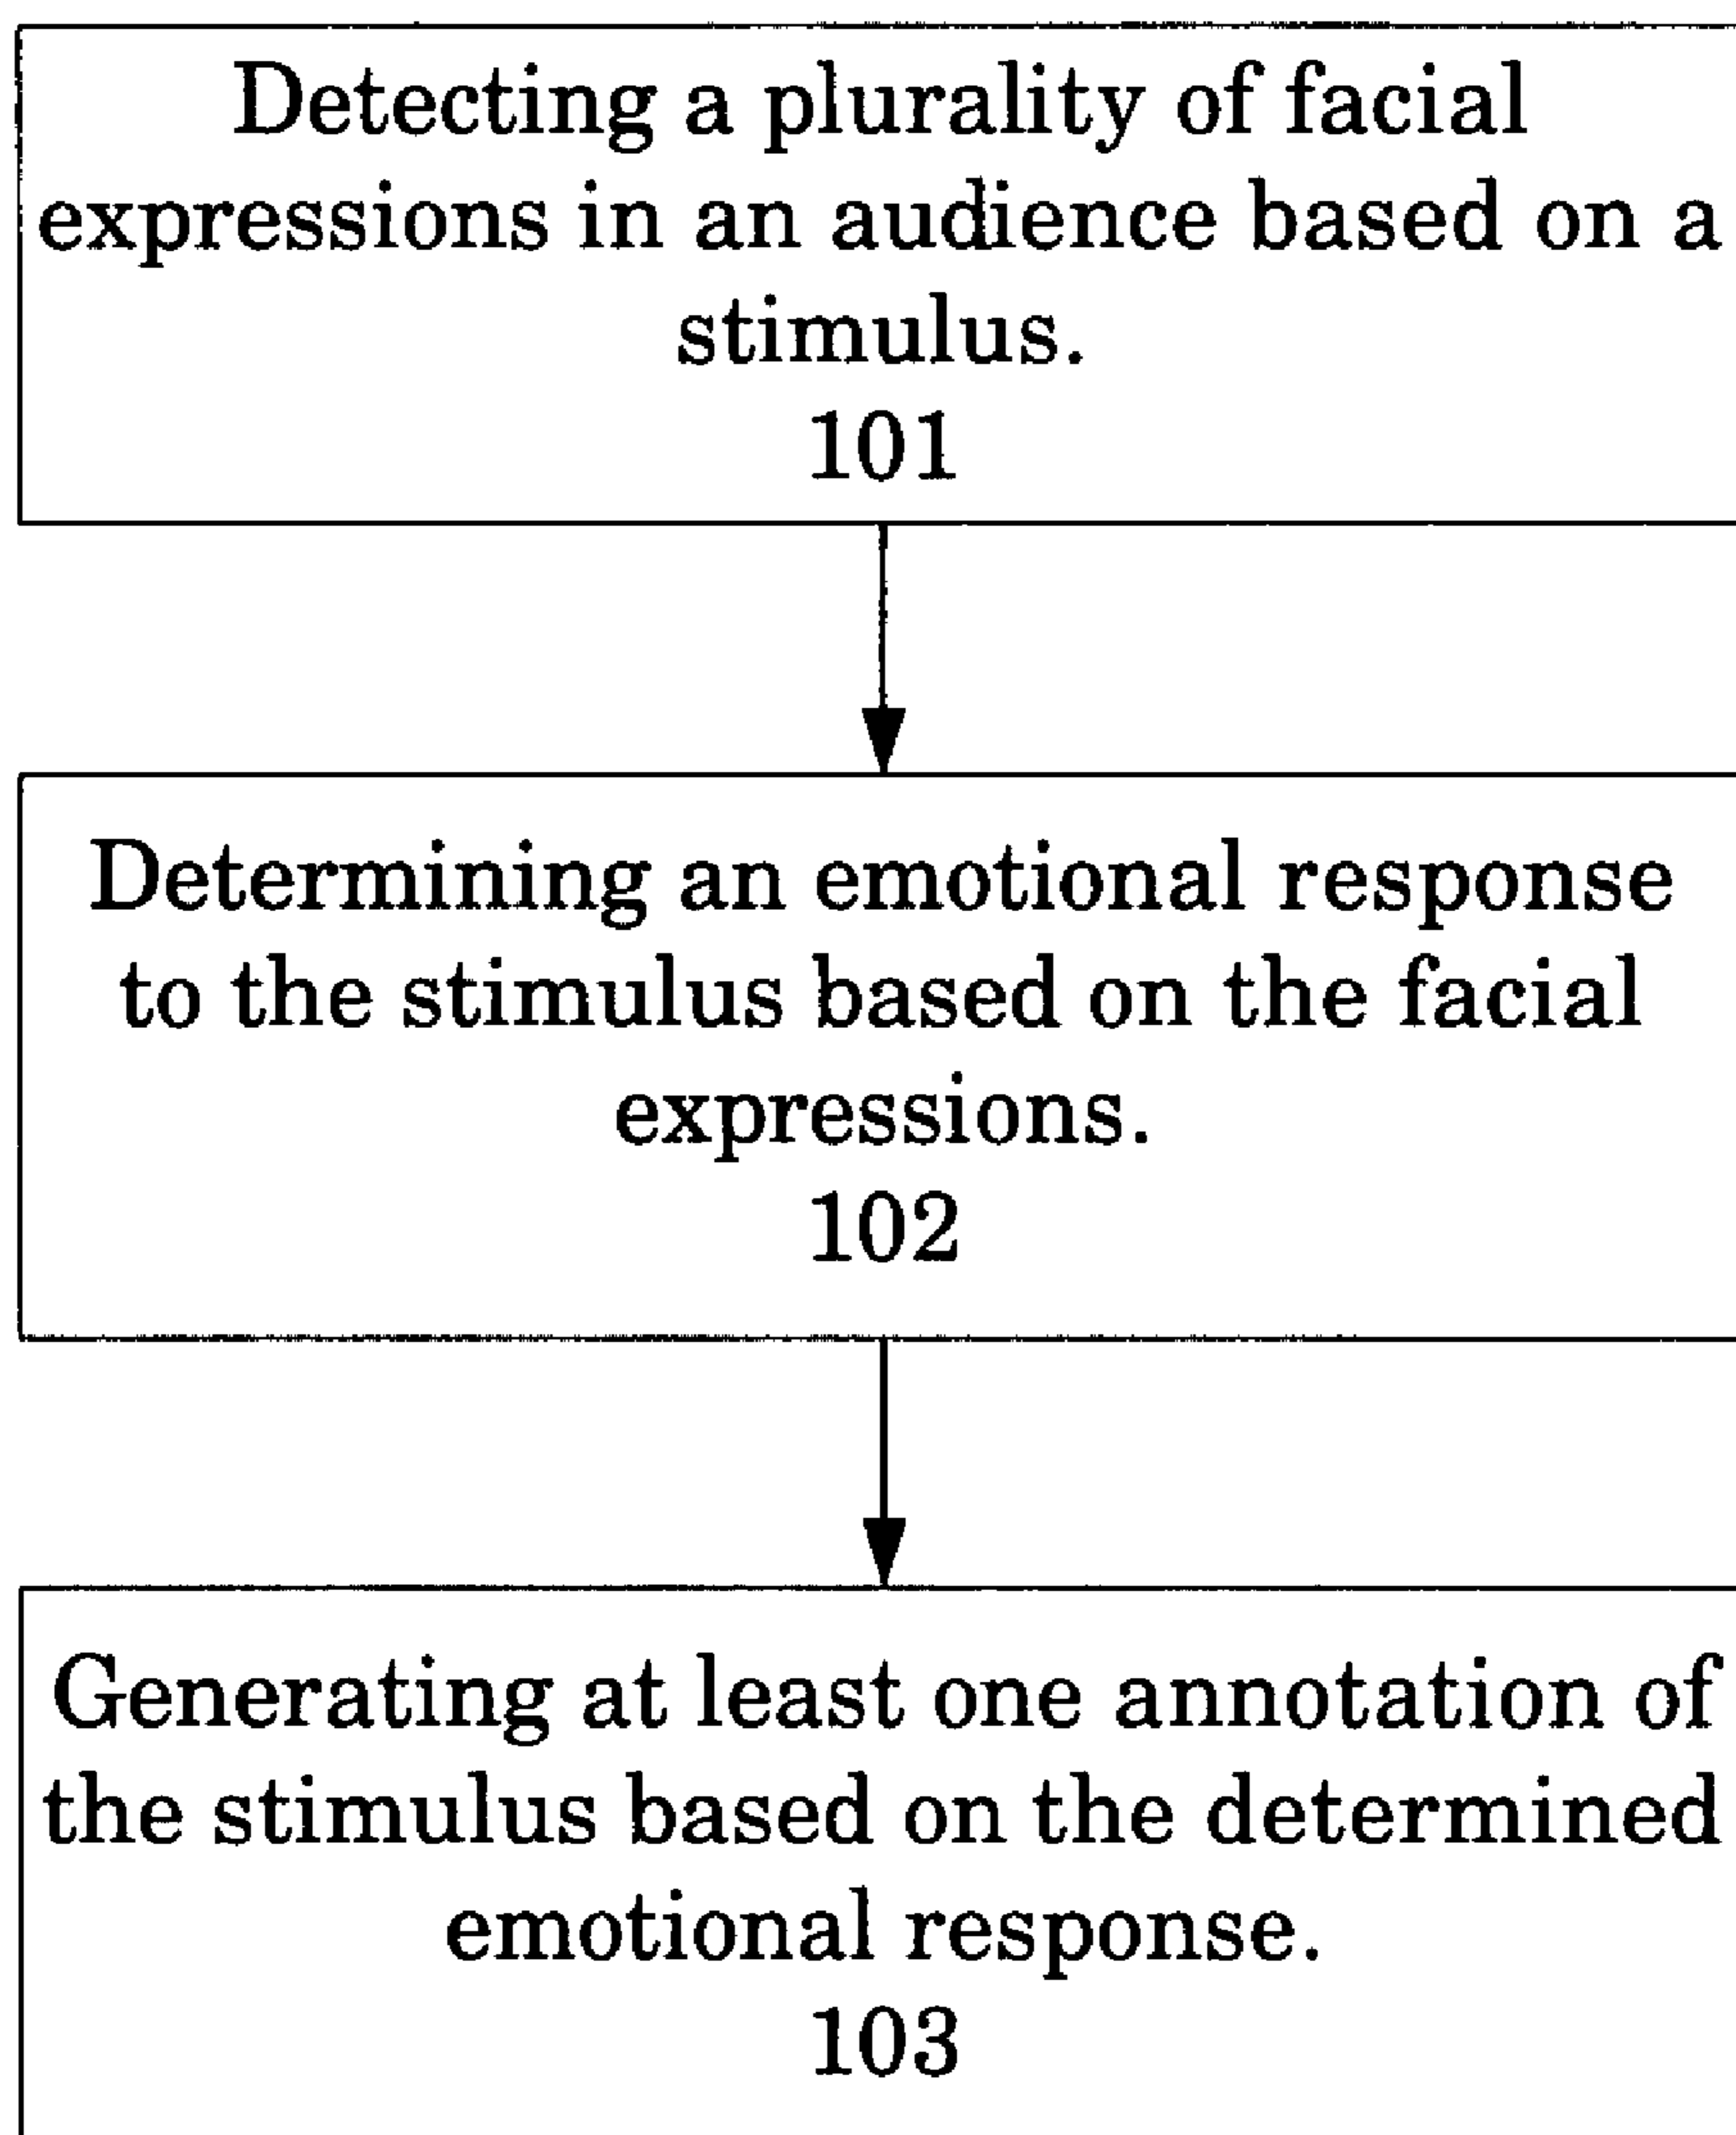 Detecting a plurality of facial
expressions in an audience based on a
stimulus.
101
Determining an emotional response
to the stimulus based on the facial
expressions.
102
Generating at least one annotation of
the stimulus based on the determined
emotional response.
103